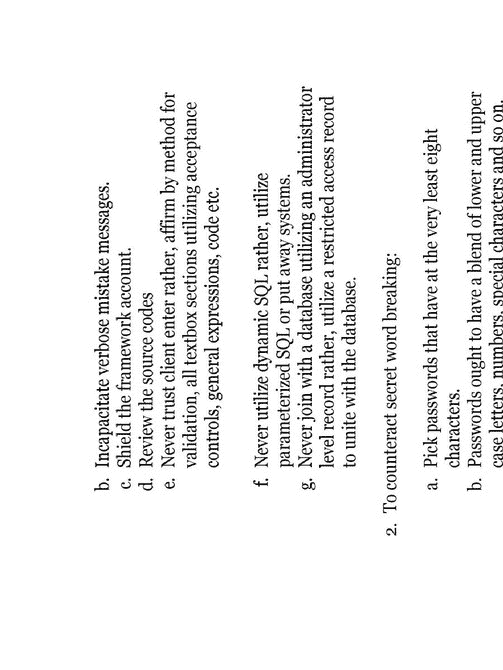 b. Incapacitate verbose mistake messages.
c. Shield the framework account.
d. Review the source codes
e. Never trust client enter rather, affirm by method for
validation, all textbox sections utilizing acceptance
controls, general expressions, code etc.
f. Never utilize dynamic SQL rather, utilize
parameterized SQL or put away systems.
g. Never join with a database utilizing an administrator
level record rather, utilize a restricted access record
to unite with the database.
2. To counteract secret word breaking:
a. Pick passwords that have at the very least eight
characters.
b. Passwords ought to have a blend of lower and upper
case letters, numbers, special characters and so on.